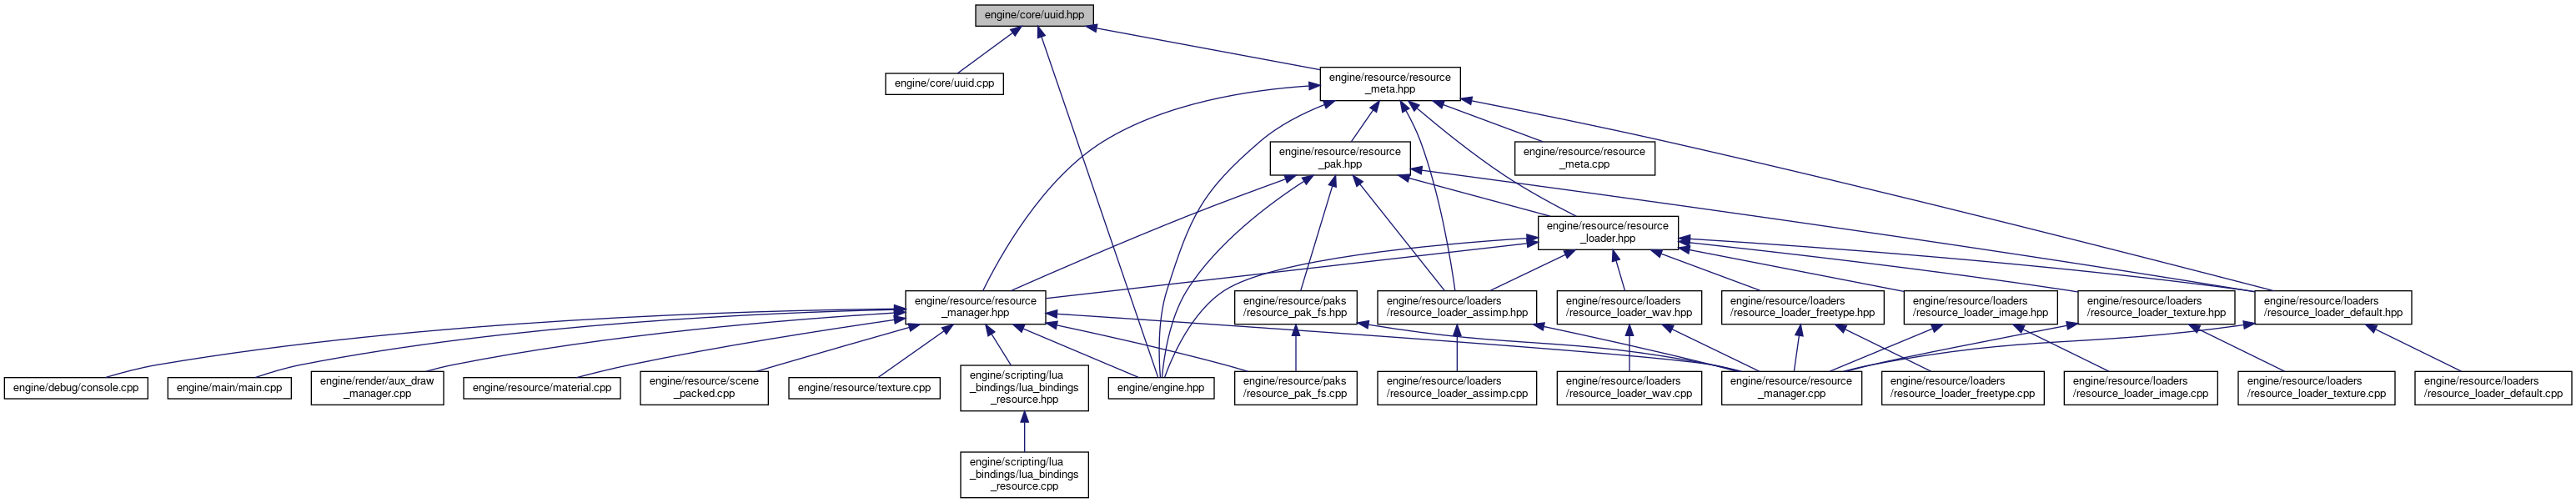 engine/core/uuid.hpp
engine/core/uuid.cpp
engine/resource/resource
_meta.hpp
engine/resource/resource
_pak.hpp
engine/resource/resource
_meta.cpp
engine/resource/resource
_loader.hpp
engine/resource/resource
_manager.hpp
engine/resource/paks
/resource_pak_fs.hpp
engine/resource/loaders
/resource_loader_assimp.hpp
engine/resource/loaders
/resource_loader_wav.hpp
engine/resource/loaders
/resource_loader_freetype.hpp
engine/resource/loaders
/resource_loader_image.hpp
engine/resource/loaders
/resource_loader_texture.hpp
engine/resource/loaders
/resource_loader_default.hpp
engine/debug/console.cpp
engine/main/main.cpp
engine/render/aux_draw
_manager.cpp
engine/resource/material.cpp
engine/resource/scene
_packed.cpp
engine/resource/texture.cpp
engine/scripting/lua
_bindings/lua_bindings
_resource.hpp
engine/engine.hpp
engine/resource/paks
/resource_pak_fs.cpp
engine/resource/loaders
/resource_loader_assimp.cpp
engine/resource/loaders
/resource_loader_wav.cpp
engine/resource/resource
_manager.cpp
engine/resource/loaders
/resource_loader_freetype.cpp
engine/resource/loaders
/resource_loader_image.cpp
engine/resource/loaders
/resource_loader_texture.cpp
engine/resource/loaders
/resource_loader_default.cpp
engine/scripting/lua
_bindings/lua_bindings
_resource.cpp